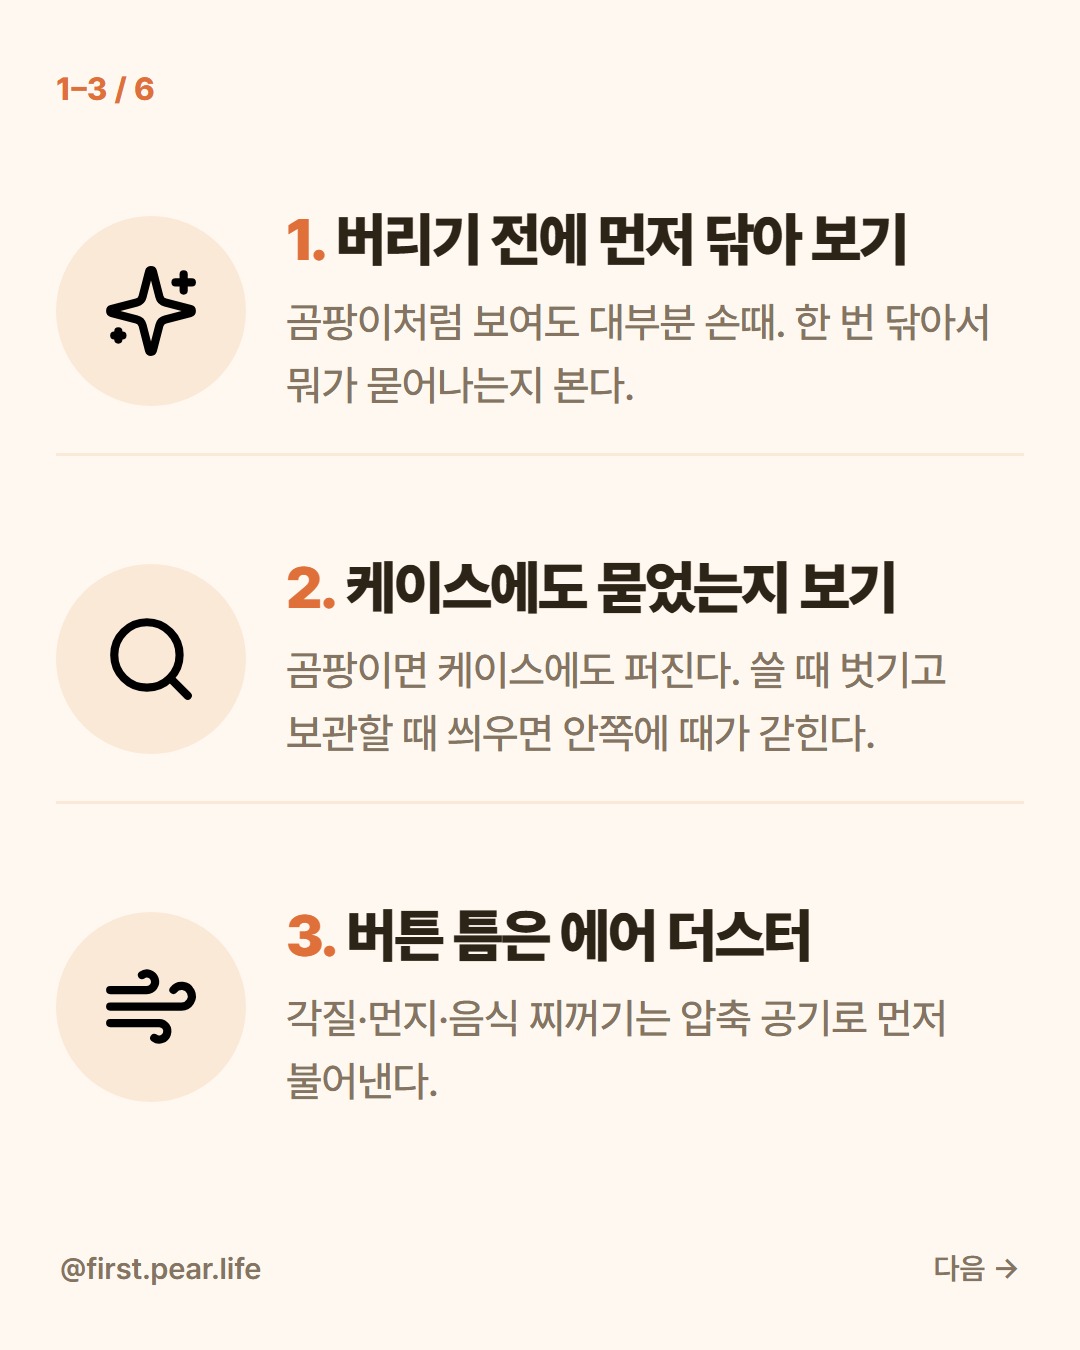 1–3 / 6
1. 버리기 전에 먼저 닦아 보기
곰팡이처럼 보여도 대부분 손때. 한 번 닦아서
뭐가 묻어나는지 본다.
2. 케이스에도 묻었는지 보기
곰팡이면 케이스에도 퍼진다. 쓸 때 벗기고
보관할 때 씌우면 안쪽에 때가 갇힌다.
3. 버튼 틈은 에어 더스터
각질·먼지·음식 찌꺼기는 압축 공기로 먼저
불어낸다.
@first.pear.life
다음 →